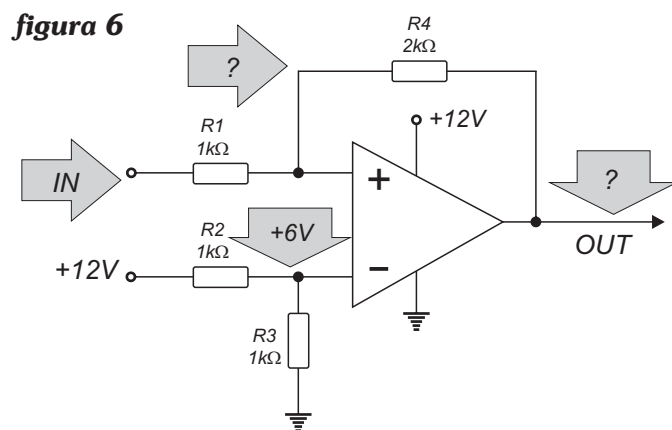 figura 6
R4
2kΩ
?
+12V
R1
1kΩ
IN
+
?
R2
1kΩ
+6V
OUT
+12V
–
R3
1kΩ